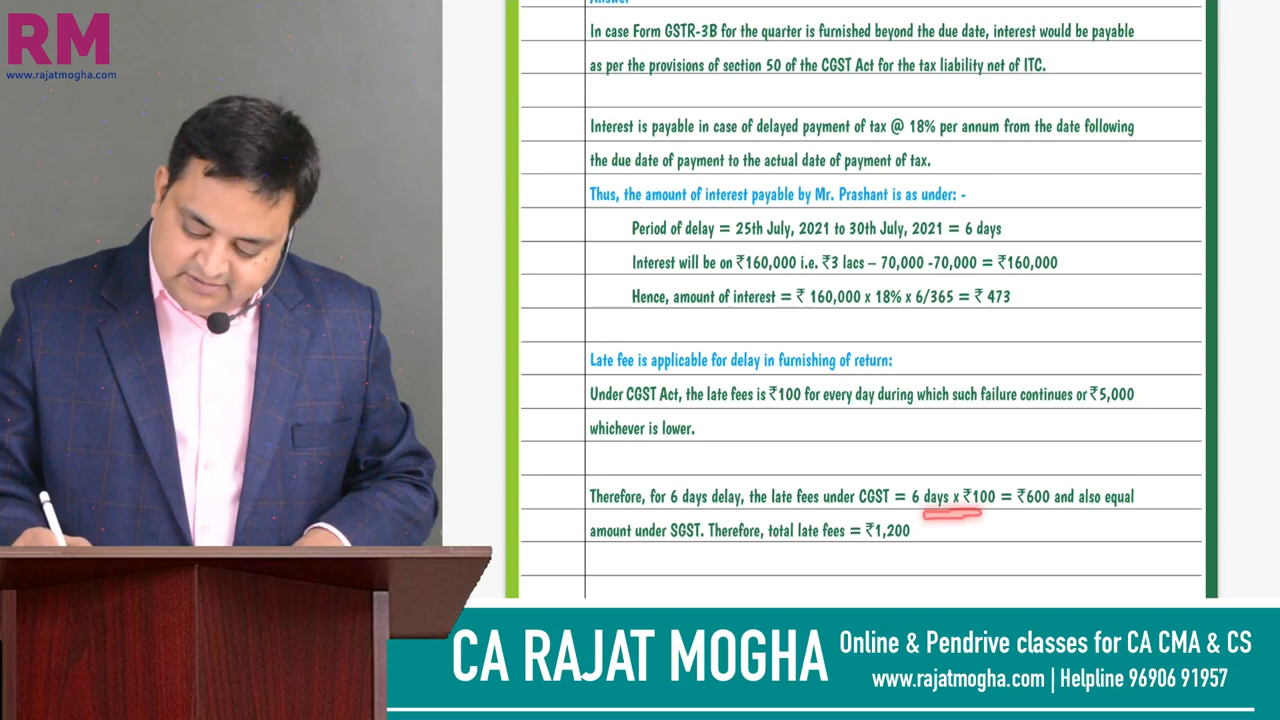 RM
www.rajatmogha.com
Answer
In case Form GSTR-3B for the quarter is furnished beyond the due date, interest would be payable
as per the provisions of section 50 of the CGST Act for the tax liability net of ITC.
Interest is payable in case of delayed payment of tax @ 18% per annum from the date following
the due date of payment to the actual date of payment of tax.
Thus, the amount of interest payable by Mr. Prashant is as under: -
Period of delay = 25th July, 2021 to 30th July, 2021 = 6 days
Interest will be on ₹160,000 i.e. ₹3 lacs – 70,000 -70,000 = ₹160,000
Hence, amount of interest = ₹ 160,000 x 18% x 6/365 = ₹ 473
Late fee is applicable for delay in furnishing of return:
Under CGST Act, the late fees is ₹100 for every day during which such failure continues or ₹5,000
whichever is lower.
Therefore, for 6 days delay, the late fees under CGST = 6 days x ₹100 = ₹600 and also equal
amount under SGST. Therefore, total late fees = ₹1,200
CA RAJAT MOGHA
Online & Pendrive classes for CA CMA & CS
www.rajatmogha.com | Helpline 96906 91957